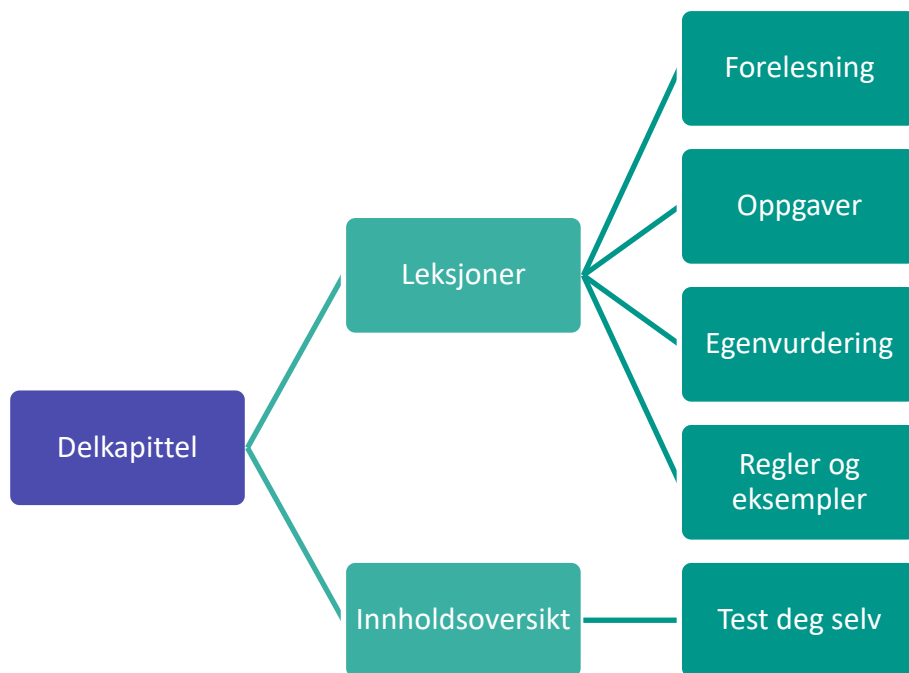 Forelesning
Oppgaver
Leksjoner
Egenvurdering
Delkapittel
Regler og
eksempler
Innholdsoversikt
Test deg selv